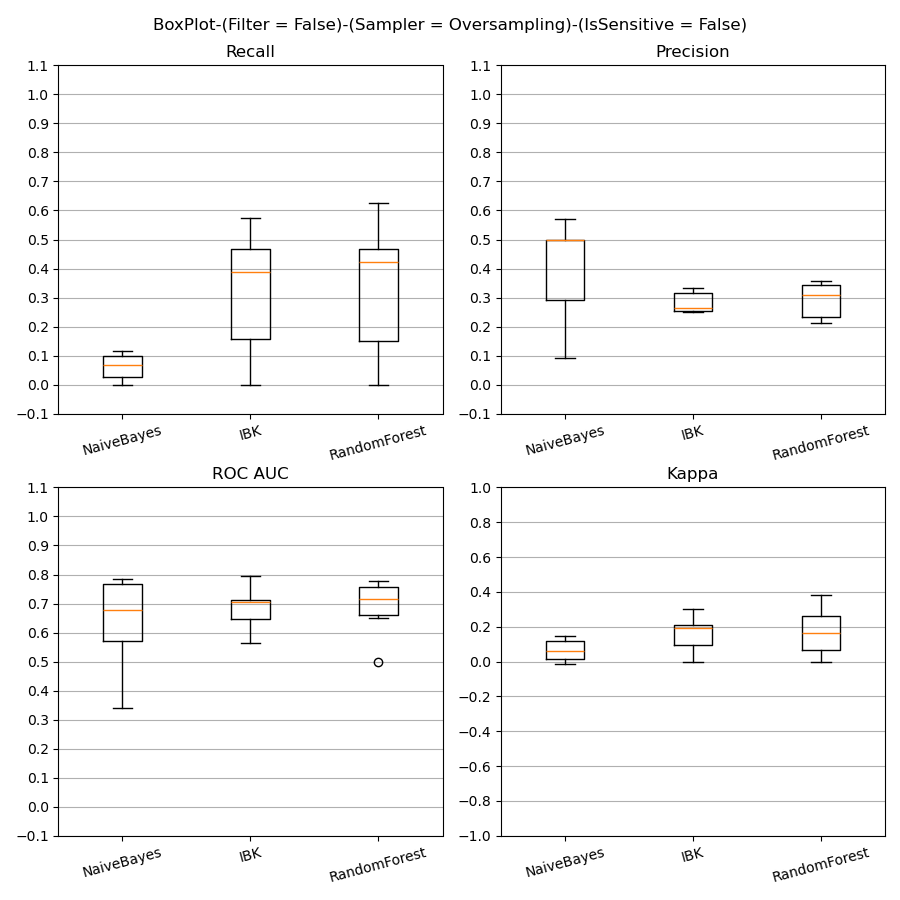 BoxPlot-(Filter = False)-(Sampler = Oversampling)-(IsSensitive = False)
Recall
1.1
1.0
0.9
0.8
0.7
0.6
0.5
0.4
0.3
0.2
0.1
0.0
−0.1
NaiveBayes
IBK
RandomForest
Precision
1.1
1.0
0.9
0.8
0.7
0.6
0.5
0.4
0.3
0.2
0.1
0.0
−0.1
NaiveBayes
IBK
RandomForest
ROC AUC
1.1
1.0
0.9
0.8
0.7
0.6
0.5
0.4
0.3
0.2
0.1
0.0
−0.1
NaiveBayes
IBK
RandomForest
Kappa
1.0
0.8
0.6
0.4
0.2
0.0
−0.2
−0.4
−0.6
−0.8
−1.0
NaiveBayes
IBK
RandomForest